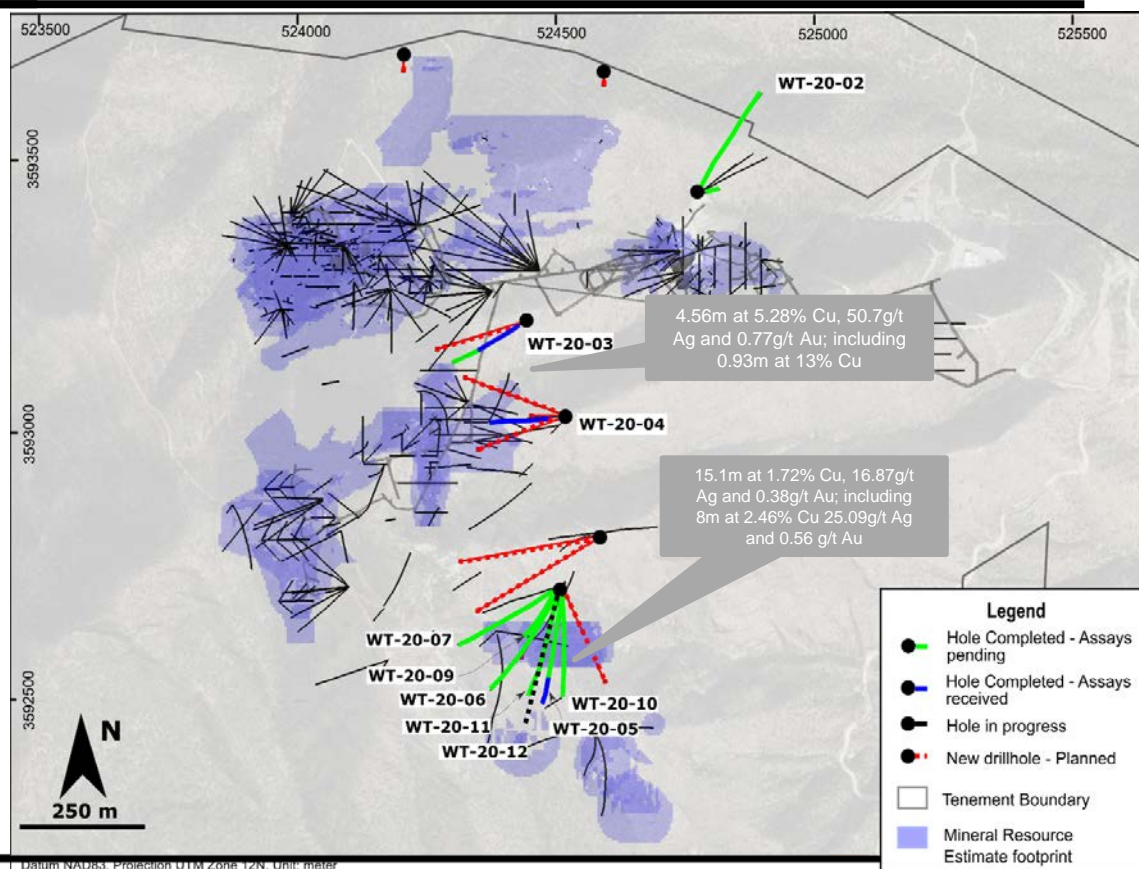 523500
524000
524500
525000
525500
WT-20-02
3593500
4.56m at 5.28% Cu, 50.7g/t
Ag and 0.77g/t Au; including
0.93m at 13% Cu
WT-20-03
3593000
WT-20-04
15.1m at 1.72% Cu, 16.87g/t
Ag and 0.38g/t Au; including
8m at 2.46% Cu 25.09g/t Ag
and 0.56 g/t Au
WT-20-07
WT-20-09
WT-20-06
WT-20-10
WT-20-11
WT-20-05
WT-20-12
3592500
N
250 m
Legend
Hole Completed - Assays
pending
Hole Completed - Assays
received
Hole in progress
New drillhole - Planned
Tenement Boundary
Mineral Resource
Estimate footprint
Datum NAD83, Projection UTM Zone 12N, Unit: meter